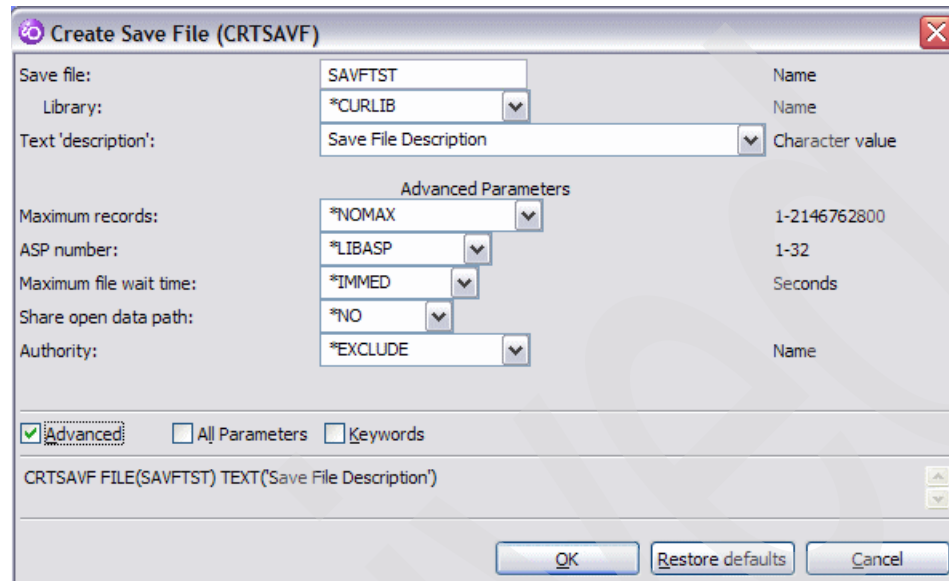 Create Save File (CRTSAVF)
Save file: SAVFTST Name
Library: *CURLIB Name
Text 'description': Save File Description Character value
Advanced Parameters
Maximum records: *NOMAX 1-2146762800
ASP number: *LIBASP 1-32
Maximum file wait time: *IMMED Seconds
Share open data path: *NO
Authority: *EXCLUDE Name
Advanced All Parameters Keywords
CRTSAVF FILE(SAVFTST) TEXT('Save File Description')
OK Restore defaults Cancel